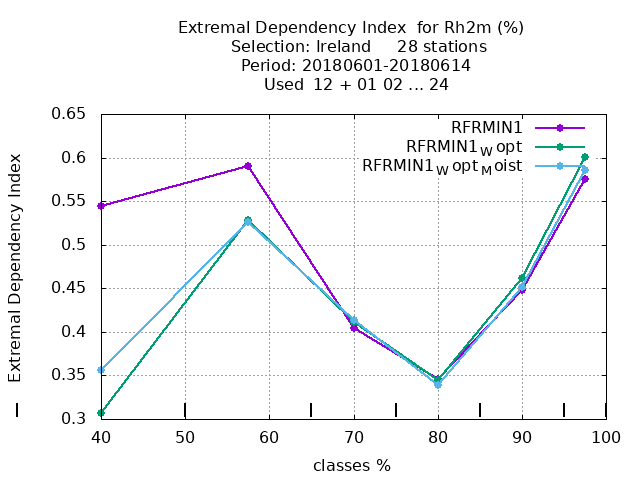 Extremal Dependency Index  for Rh2m (%)
Selection: Ireland     28 stations
Period: 20180601-20180614
Used  12 + 01 02 ... 24
RFRMIN1
RFRMIN1_W opt
RFRMIN1_W opt_M oist
Extremal Dependency Index
0.65
0.6
0.55
0.5
0.45
0.4
0.35
0.3
40 50 60 70 80 90 100
classes %